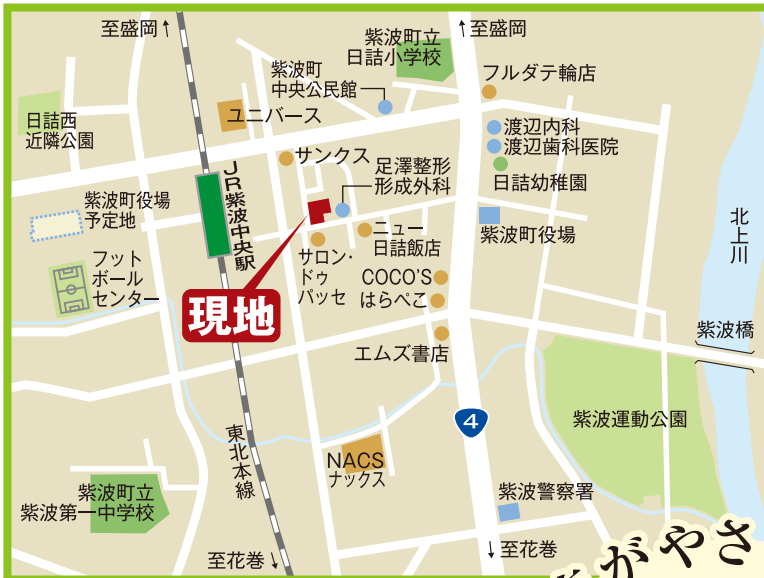 至盛岡
至盛岡
紫波町立
日詰小学校
紫波町
中央公民館
フルダテ輪店
ユニバース
日詰西
近隣公園
渡辺内科
渡辺歯科医院
サンクス
足澤整形
形成外科
日詰幼稚園
JR紫波中央駅
紫波町役場
予定地
北上川
ニュー
日詰飯店
紫波町役場
サロン・
ドゥ
パッセ
フット
ボール
センター
COCO'S
はらぺこ
現地
紫波橋
エムズ書店
紫波運動公園
4
東北本線
NACS
ナックス
紫波町立
紫波第一中学校
紫波警察署
至花巻
至花巻
がやさ